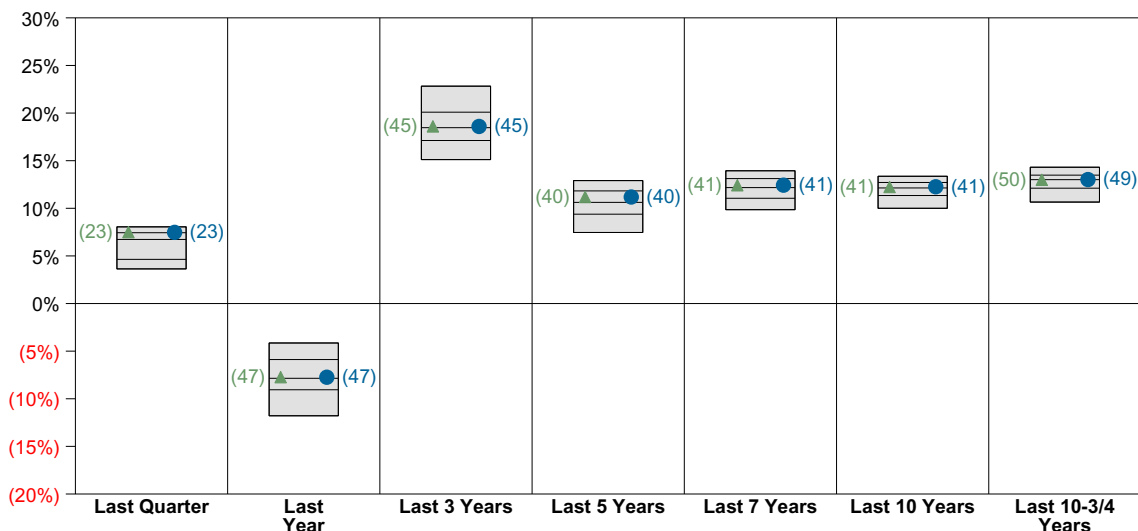 30%
25%
20%
15%
10%
5%
0%
(5%)
(10%)
(15%)
(20%)
(23) (23)
(47) (47)
(45) (45)
(40) (40)
(41) (41)
(41) (41)
(50) (49)
Last Quarter
Last
Year
Last 3 Years
Last 5 Years
Last 7 Years
Last 10 Years
Last 10-3/4
Years